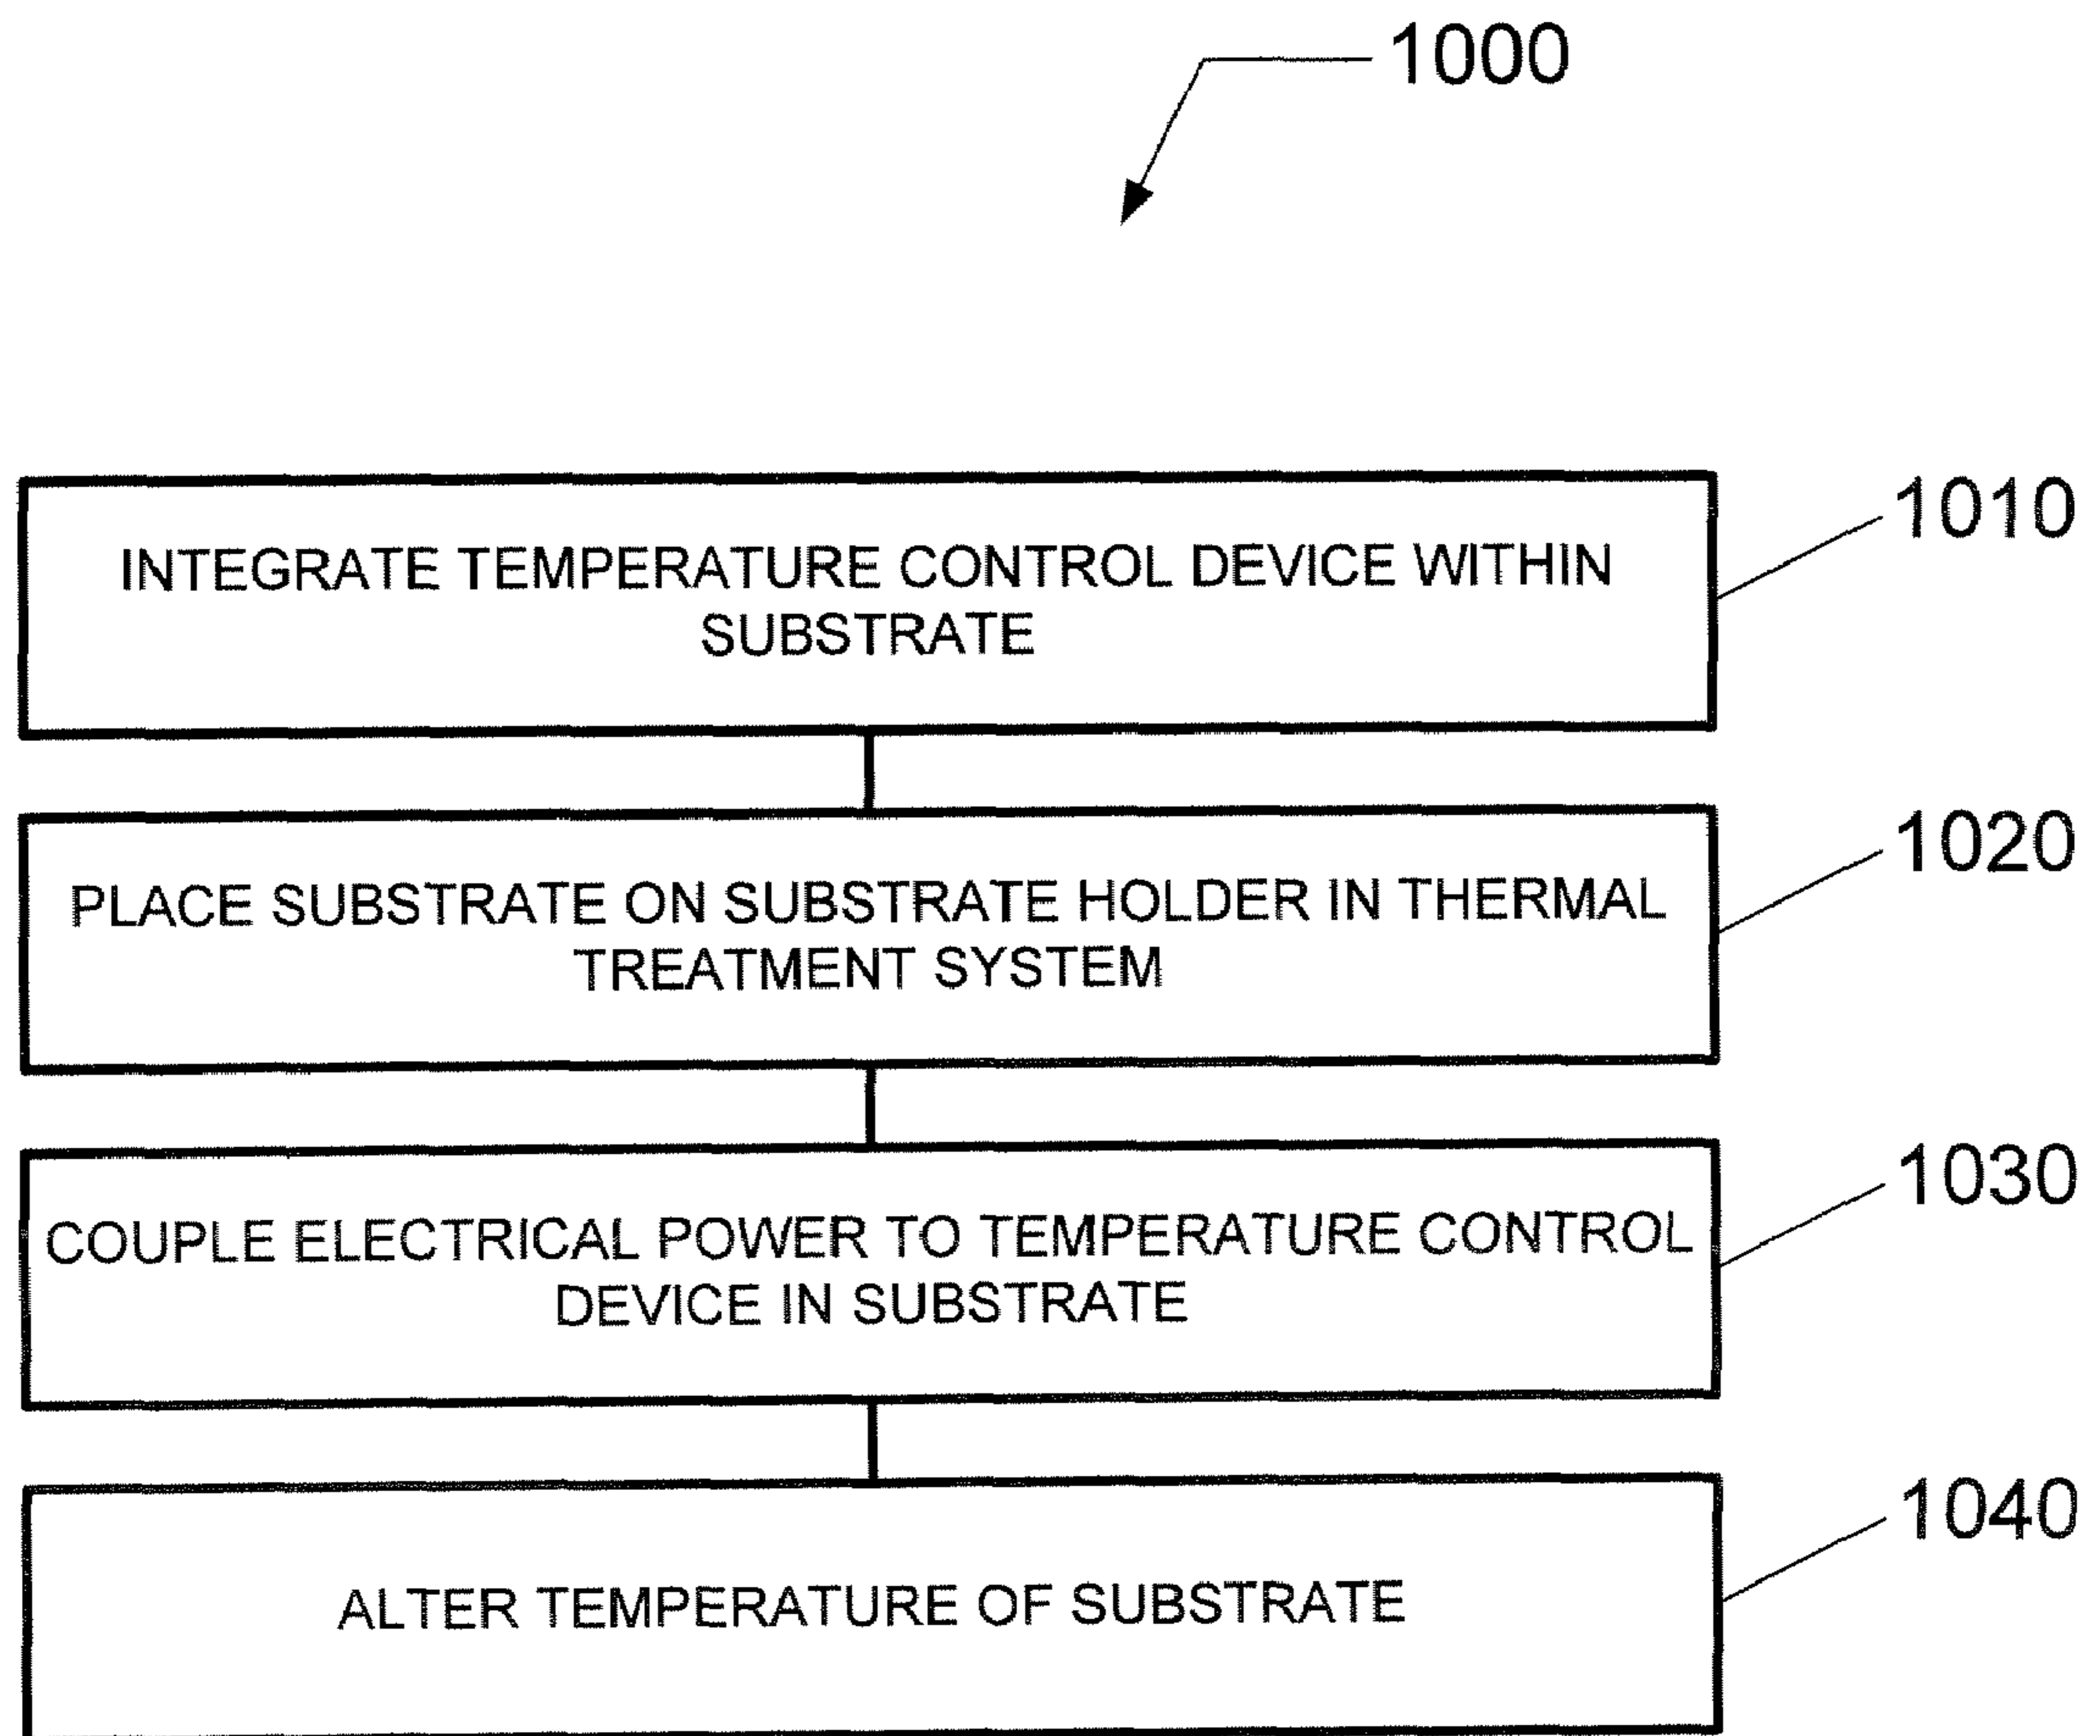 1000
INTEGRATE TEMPERATURE CONTROL DEVICE WITHIN
SUBSTRATE
1010
PLACE SUBSTRATE ON SUBSTRATE HOLDER IN THERMAL
TREATMENT SYSTEM
1020
COUPLE ELECTRICAL POWER TO TEMPERATURE CONTROL
DEVICE IN SUBSTRATE
1030
ALTER TEMPERATURE OF SUBSTRATE
1040